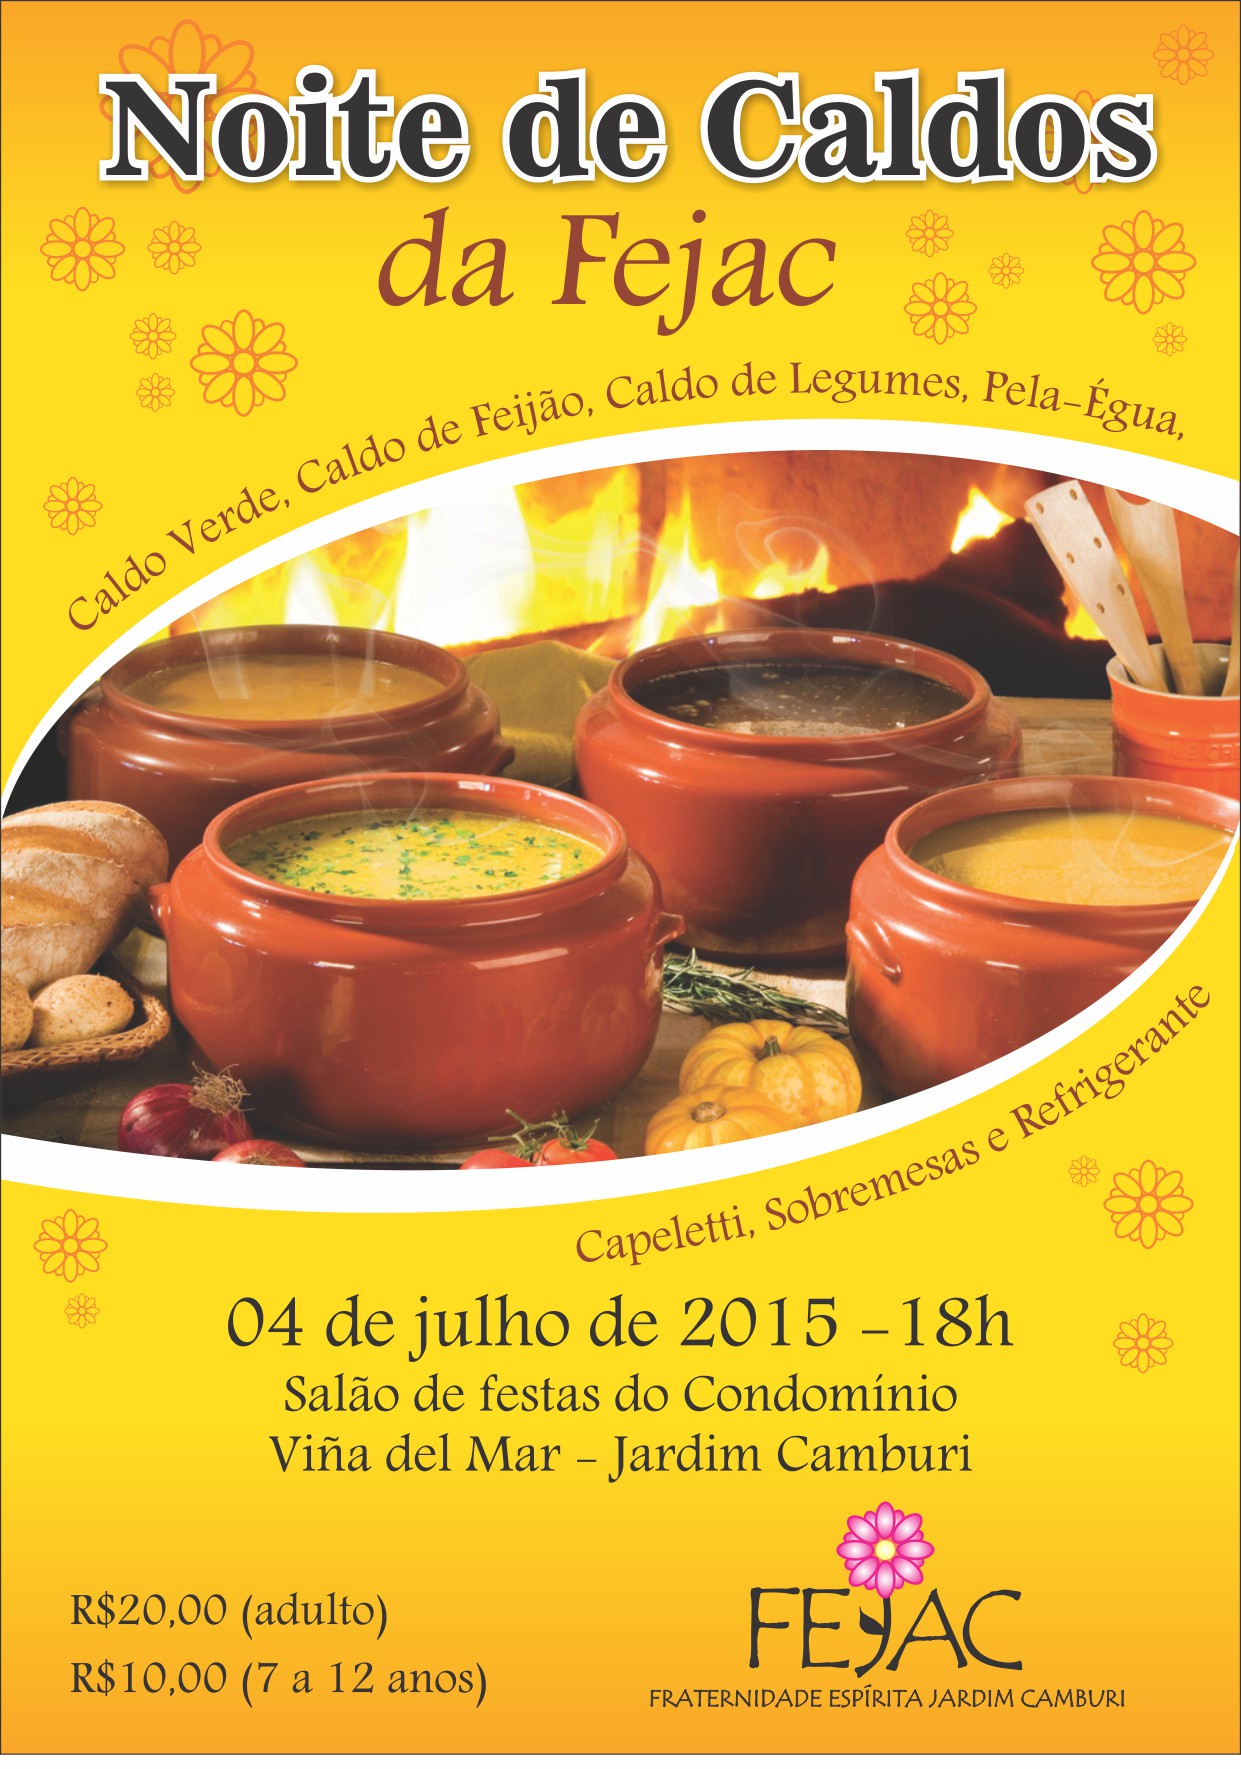 Noite de Caldos
da Fejac
Caldo Verde, Caldo de Feijão, Caldo de Legumes, Pela-Égua,
Capeletti, Sobremesas e Refrigerante
04 de julho de 2015 -18h
Salão de festas do Condomínio
Viña del Mar - Jardim Camburi
R$20,00 (adulto)
R$10,00 (7 a 12 anos)
FEJAC
FRATERNIDADE ESPÍRITA JARDIM CAMBURI